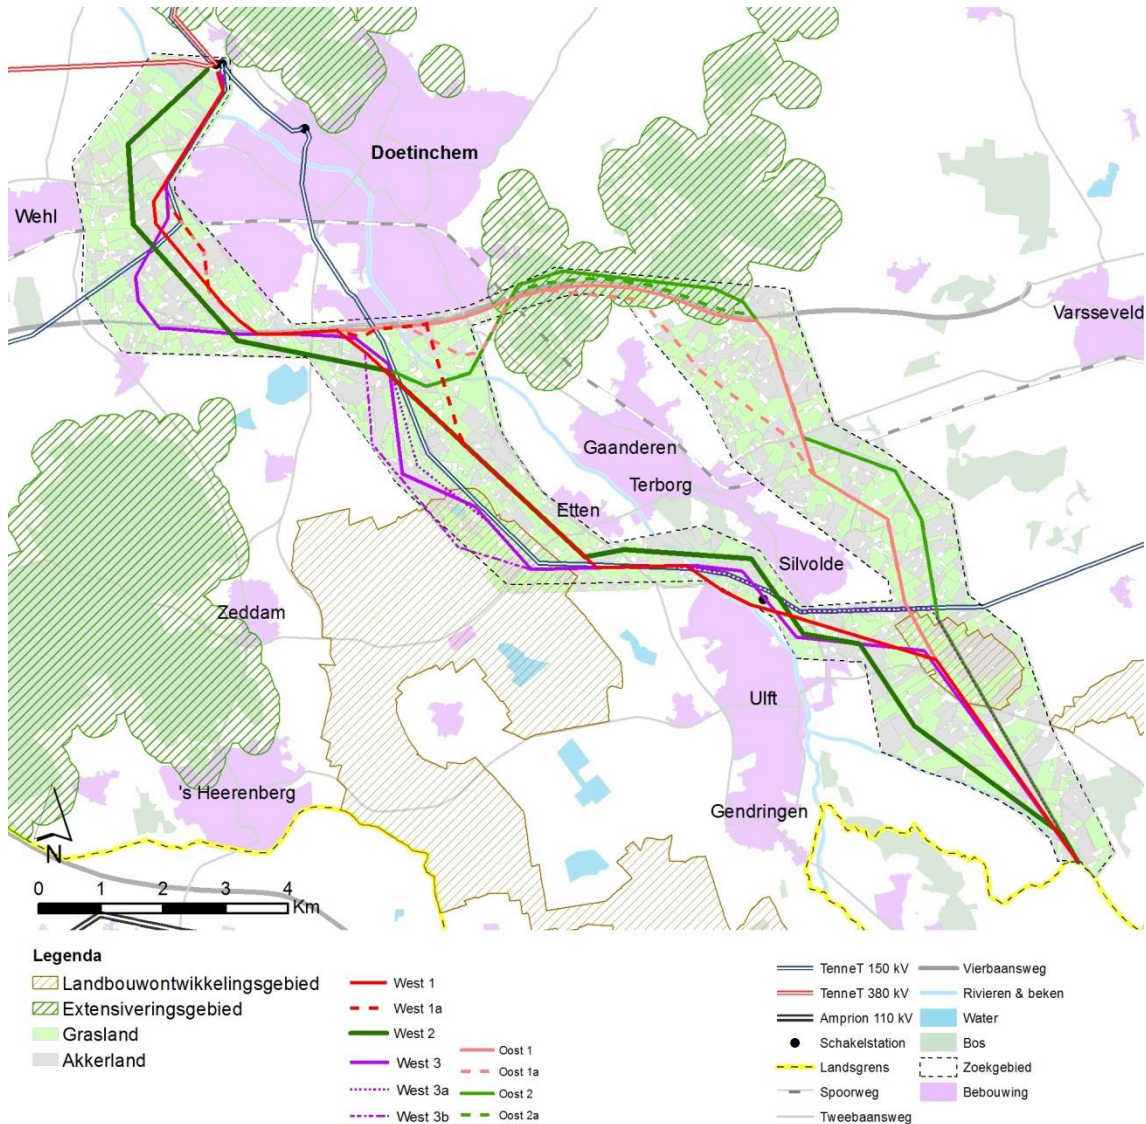 Doetinchem
Wehl
Varsseveld
Gaanderen
Terborg
Etten
Silvolde
Zeddam
Ulft
's Heerenberg
Gendringen
N
0 1 2 3 4
Km
Legenda
Landbouwontwikkelingsgebied
Extensiveringsgebied
Grasland
Akkerland
West 1
West 1a
West 2
West 3
West 3a
West 3b
Oost 1
Oost 1a
Oost 2
Oost 2a
TenneT 150 kV
TenneT 380 kV
Amprion 110 kV
Schakelstation
Landsgrens
Spoorweg
Tweebaansweg
Vierbaansweg
Rivieren & beken
Water
Bos
Zoekgebied
Bebouwing